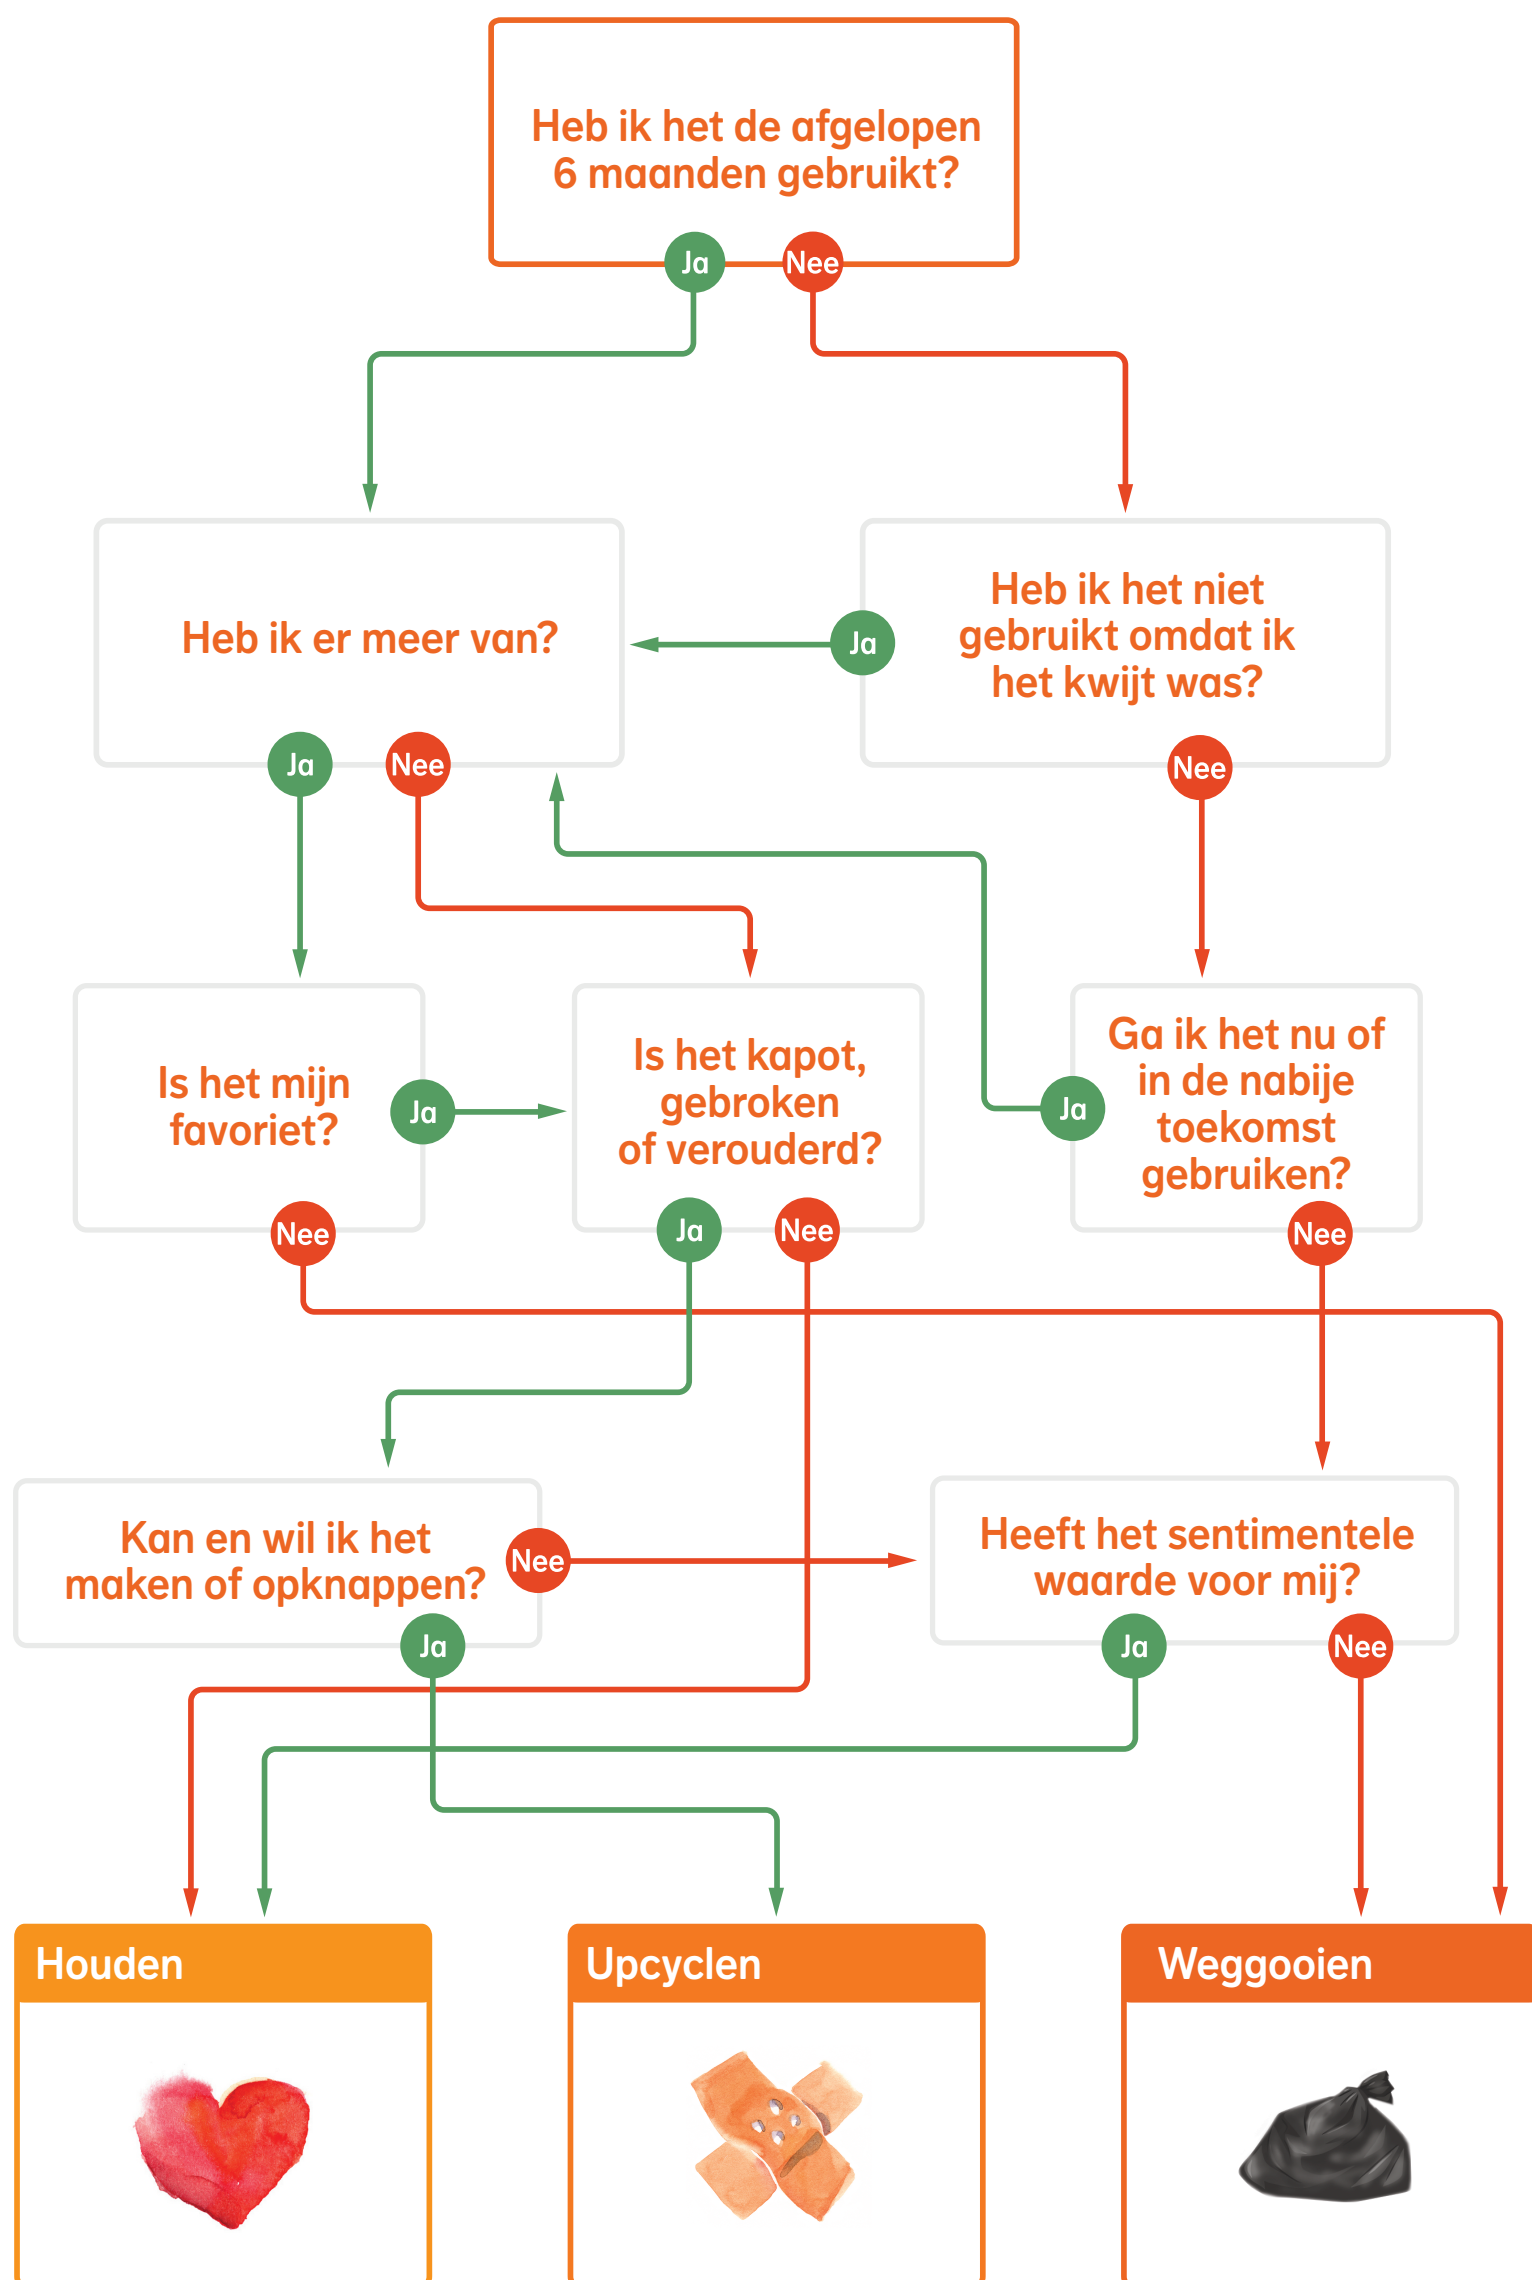 Heb ik het de afgelopen
6 maanden gebruikt?
Ja
Nee
Heb ik er meer van?
Ja
Nee
Heb ik het niet
gebruikt omdat ik
het kwijt was?
Ja
Nee
Is het mijn
favoriet?
Ja
Nee
Is het kapot,
gebroken
of verouderd?
Ja
Nee
Ga ik het nu of
in de nabije
toekomst
gebruiken?
Ja
Nee
Kan en wil ik het
maken of opknappen?
Nee
Ja
Heeft het sentimentele
waarde voor mij?
Ja
Nee
Houden
Upcyclen
Weggooien